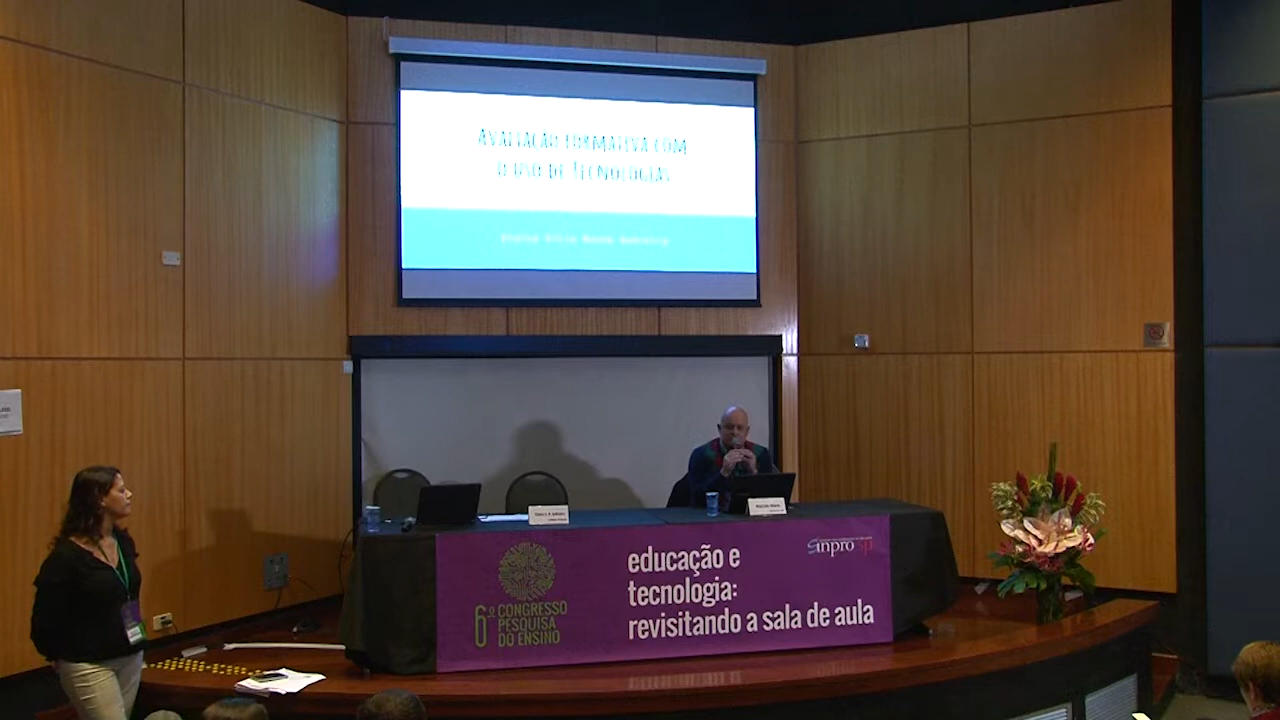 Avaliação formativa com
o uso de Tecnologias
6º CONGRESSO
PESQUISA
DO ENSINO
educação e
tecnologia:
revisitando a sala de aula
sinpro sp